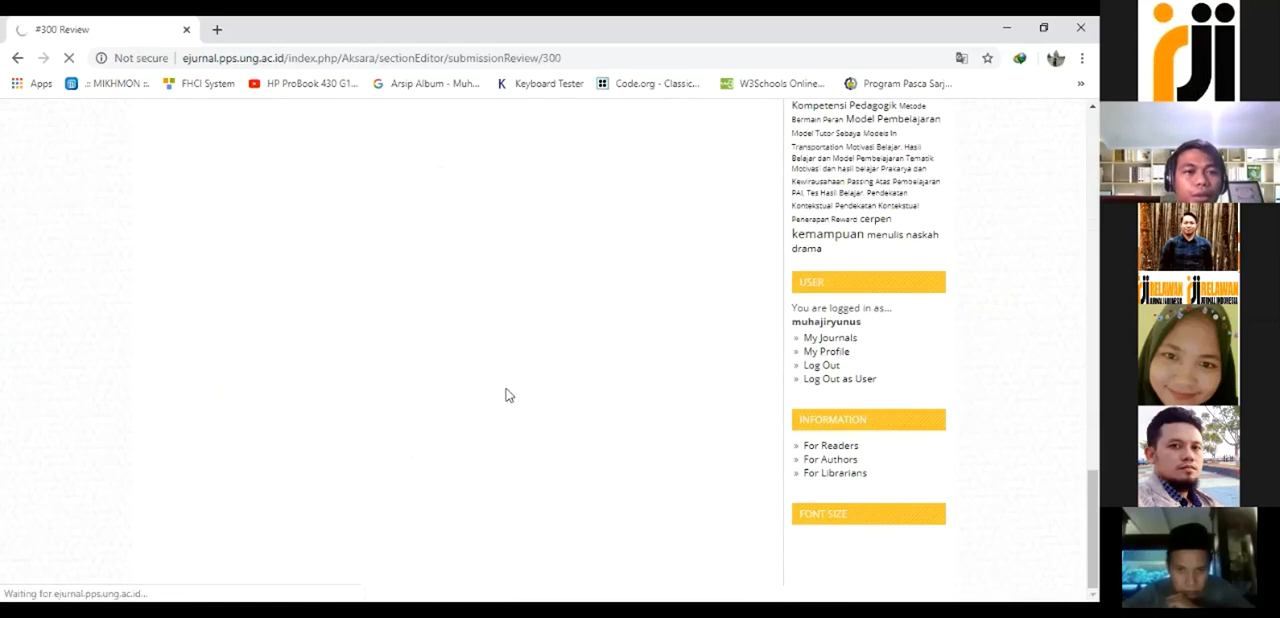 #300 Review
Not secure
ejurnal.pps.ung.ac.id/index.php/Aksara/sectionEditor/submissionReview/300
Apps
.:: MIKHMON :.
FHCI System
HP ProBook 430 G1...
Arsip Album - Muh...
Keyboard Tester
Code.org - Classic...
W3Schools Online...
Program Pasca Sarj...
»
Kompetensi Pedagogik Metode
Bermain Peran Model Pembelajaran
Model Tutor Sebaya Models In
Transportation Motivasi Belajar. Hasil
Belajar dan Model Pembelajaran Tematik
Motivasi dan hasil belajar Prakarya dan
Kewirausahaan Passing Atas Pembelajaran
PAI, Tes Hasil Belajar. Pendekatan
Kontekstual Pendekatan Kontekstual
Penerapan Reward cerpen
kemampuan menulis naskah
drama
USER
You are logged in as...
muhajiryunus
» My Journals
» My Profile
» Log Out
» Log Out as User
INFORMATION
» For Readers
» For Authors
» For Librarians
FONT SIZE
Waiting for ejurnal.pps.ung.ac.id...
RELAWAN RELAWAN
JURNAL INDONESIA